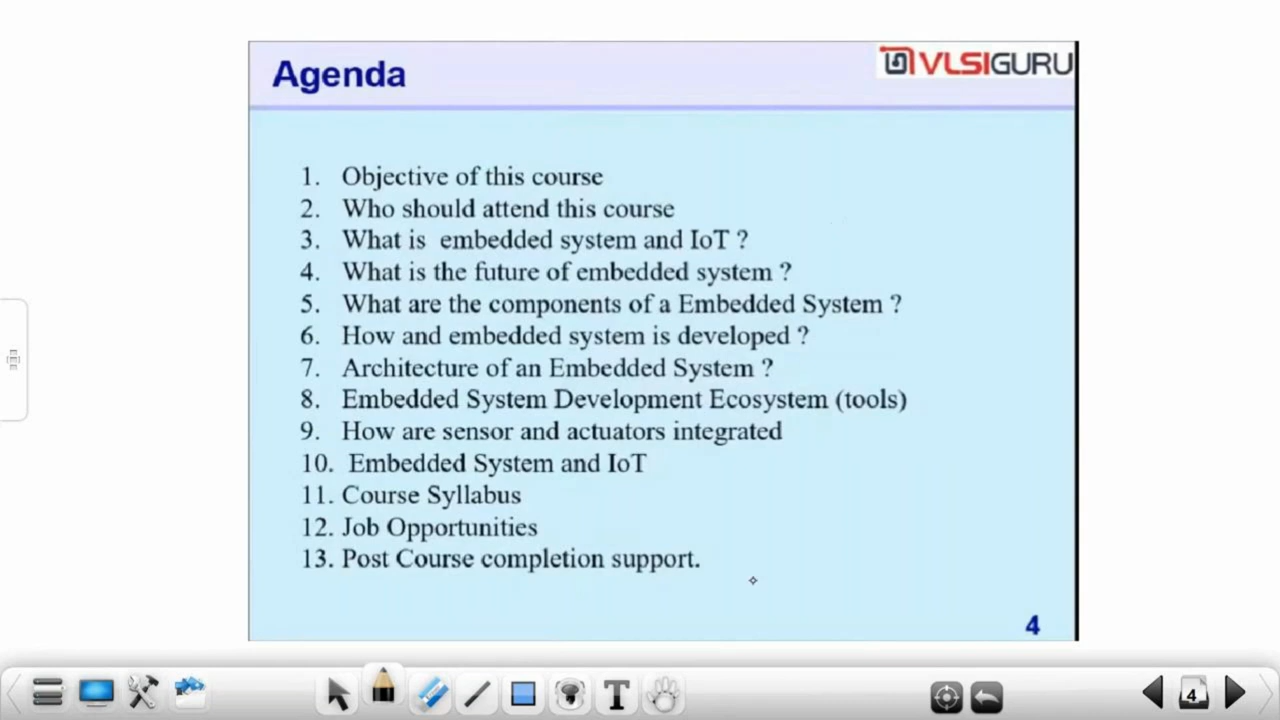 Agenda
VLSIGURU
1. Objective of this course
2. Who should attend this course
3. What is embedded system and IoT ?
4. What is the future of embedded system ?
5. What are the components of a Embedded System ?
6. How and embedded system is developed ?
7. Architecture of an Embedded System ?
8. Embedded System Development Ecosystem (tools)
9. How are sensor and actuators integrated
10. Embedded System and IoT
11. Course Syllabus
12. Job Opportunities
13. Post Course completion support.
4
T
4